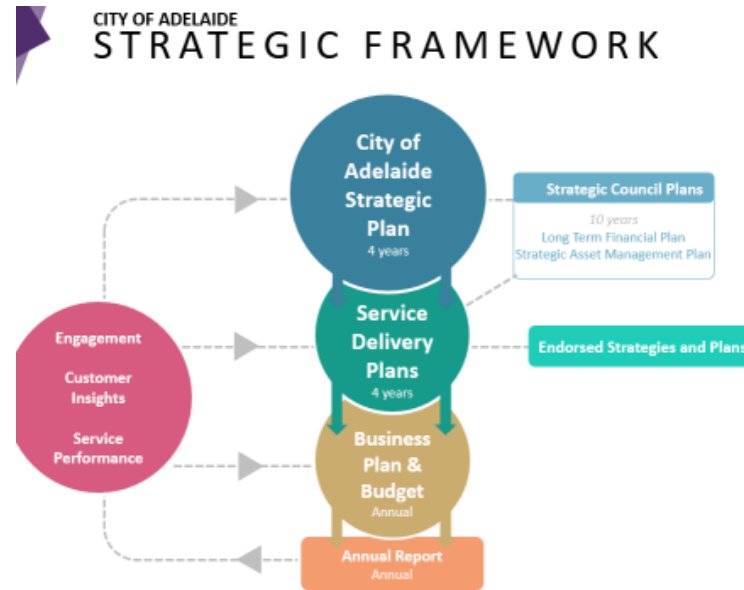 CITY OF ADELAIDE
STRATEGIC FRAMEWORK
City of
Adelaide
Strategic
Plan
4 years
Strategic Council Plans
10 years
Long Term Financial Plan
Strategic Asset Management Plan
Engagement
Customer
Insights
Service
Performance
Service
Delivery
Plans
4 years
Endorsed Strategies and Plans
Business
Plan &
Budget
Annual
Annual Report
Annual